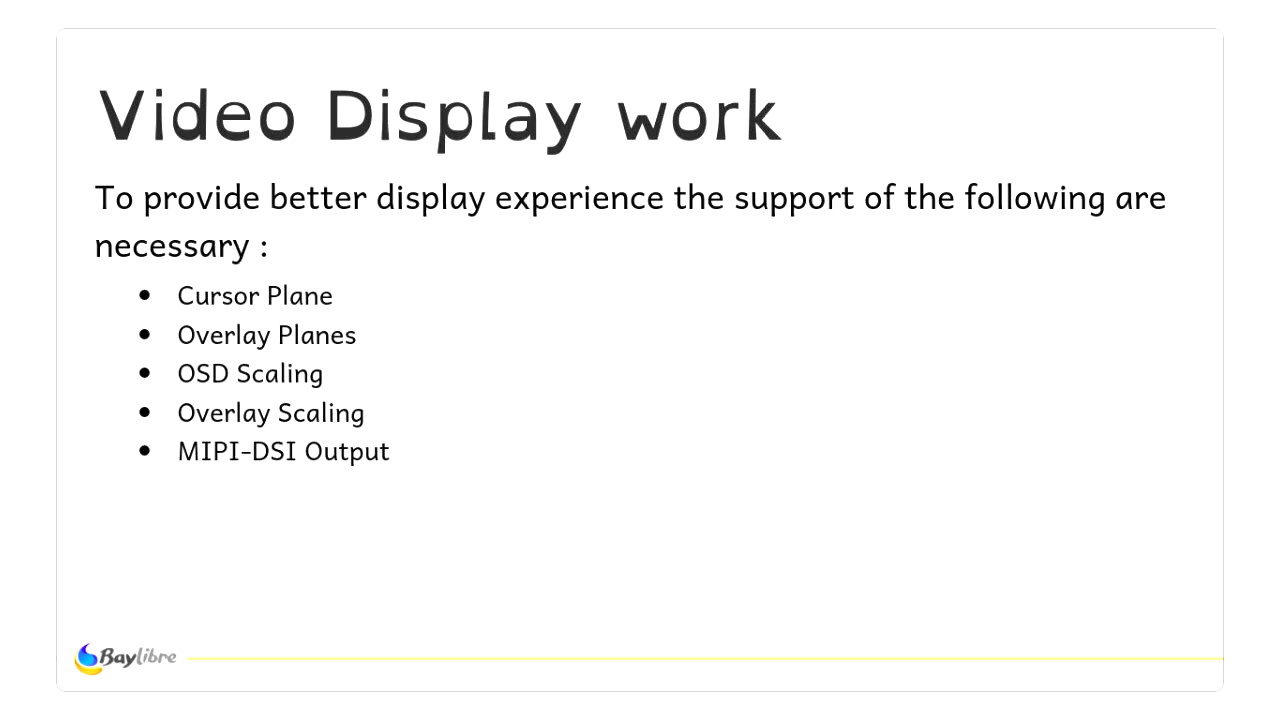 Video Display work
To provide better display experience the support of the following are
necessary :
• Cursor Plane
• Overlay Planes
• OSD Scaling
• Overlay Scaling
• MIPI-DSI Output
Baylibre